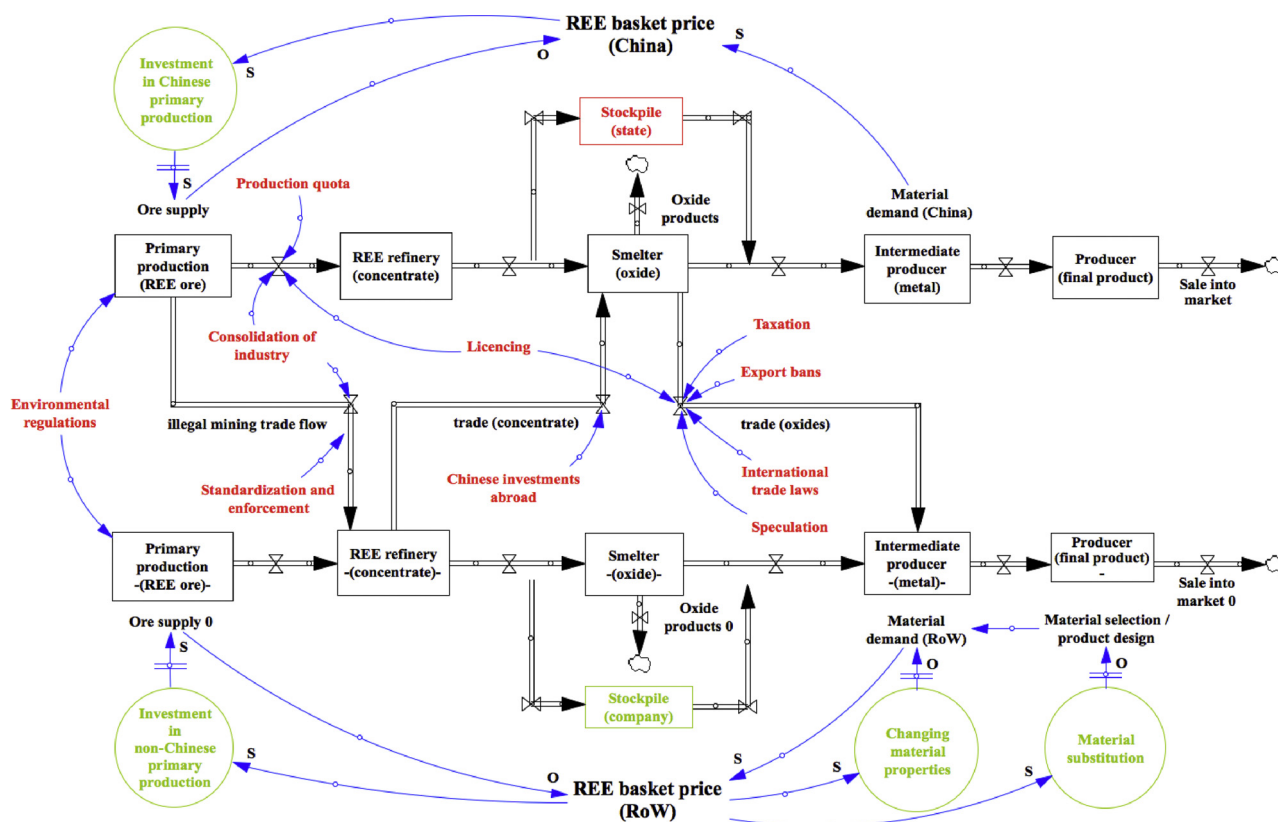 REE basket price
(China)
S
O
S
Investment
in Chinese
primary
production
S
Ore supply
Production quota
Stockpile
(state)
Oxide
products
Material
demand (China)
Primary
production
(REE ore)
REE refinery
(concentrate)
Smelter
(oxide)
Intermediate
producer
(metal)
Producer
(final product)
Sale into
market
Consolidation of
industry
Licencing
Taxation
Export bans
Environmental
regulations
illegal mining trade flow
trade (concentrate)
trade (oxides)
Standardization and
enforcement
Chinese investments
abroad
International
trade laws
Speculation
Primary
production
-(REE ore)-
REE refinery
-(concentrate)-
Smelter
-(oxide)-
Intermediate
producer
-(metal)-
Producer
(final product)
-
Sale into
market 0
Ore supply 0
Oxide
products 0
Material
demand (RoW)
Material selection /
product design
S
O
O
Investment
in
non-Chinese
primary
production
Stockpile
(company)
Changing
material
properties
Material
substitution
S
O
S
S
S
REE basket price
(RoW)